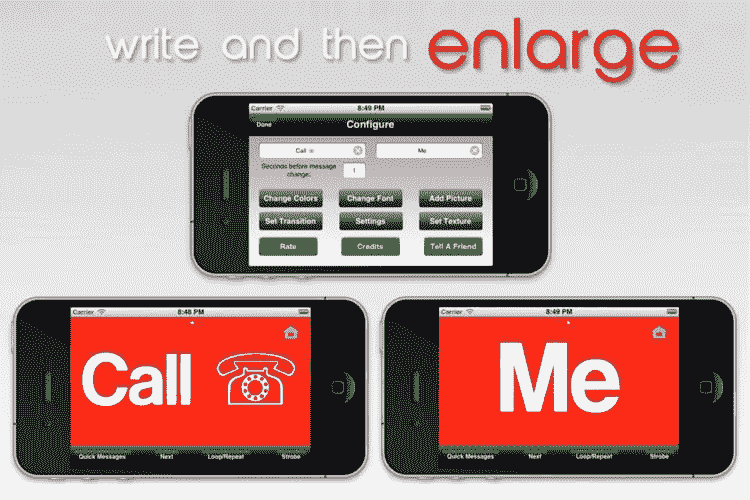 write and then enlarge
Carrier 8:49 PM
Done Configure
Call ☏ Me
Seconds before message
change: 1
Change Colors Change Font Add Picture
Set Transition Settings Set Texture
Rate Credits Tell A Friend
Carrier 8:48 PM
Call
Quick Messages Next Loop/Repeat Strobe
Carrier 8:49 PM
Me
Quick Messages Next Loop/Repeat Strobe